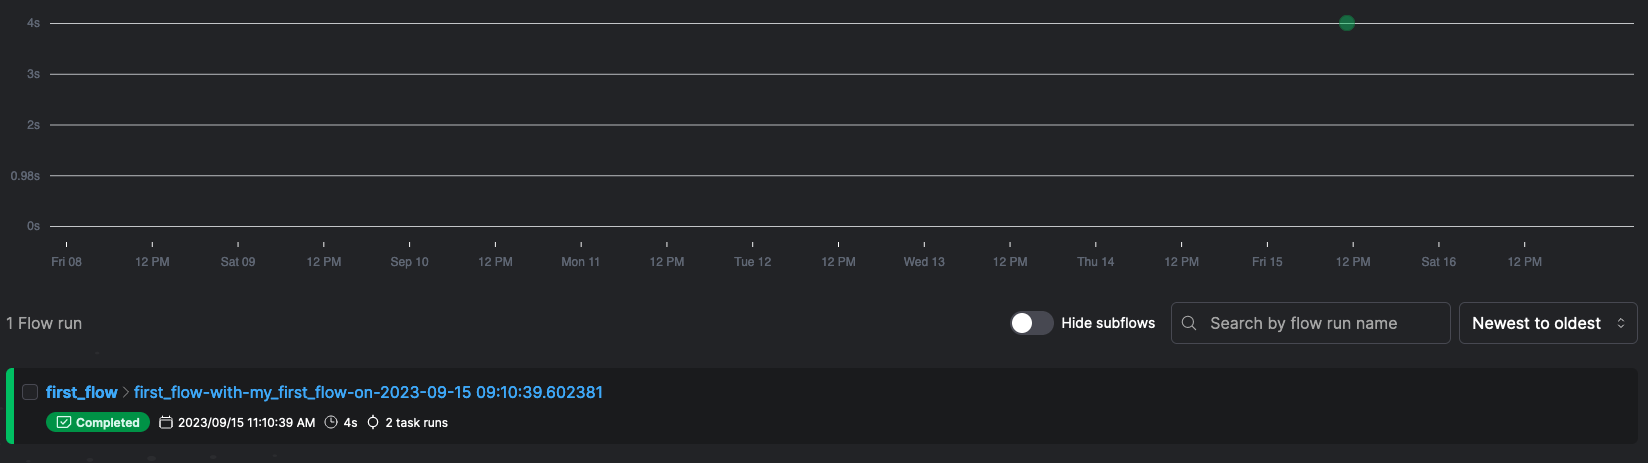 4s
3s
2s
0.98s
0s
Fri 08 12 PM Sat 09 12 PM Sep 10 12 PM Mon 11 12 PM Tue 12 12 PM Wed 13 12 PM Thu 14 12 PM Fri 15 12 PM Sat 16 12 PM
1 Flow run Hide subflows Search by flow run name Newest to oldest
first_flow > first_flow-with-my_first_flow-on-2023-09-15 09:10:39.602381
Completed 2023/09/15 11:10:39 AM 4s 2 task runs